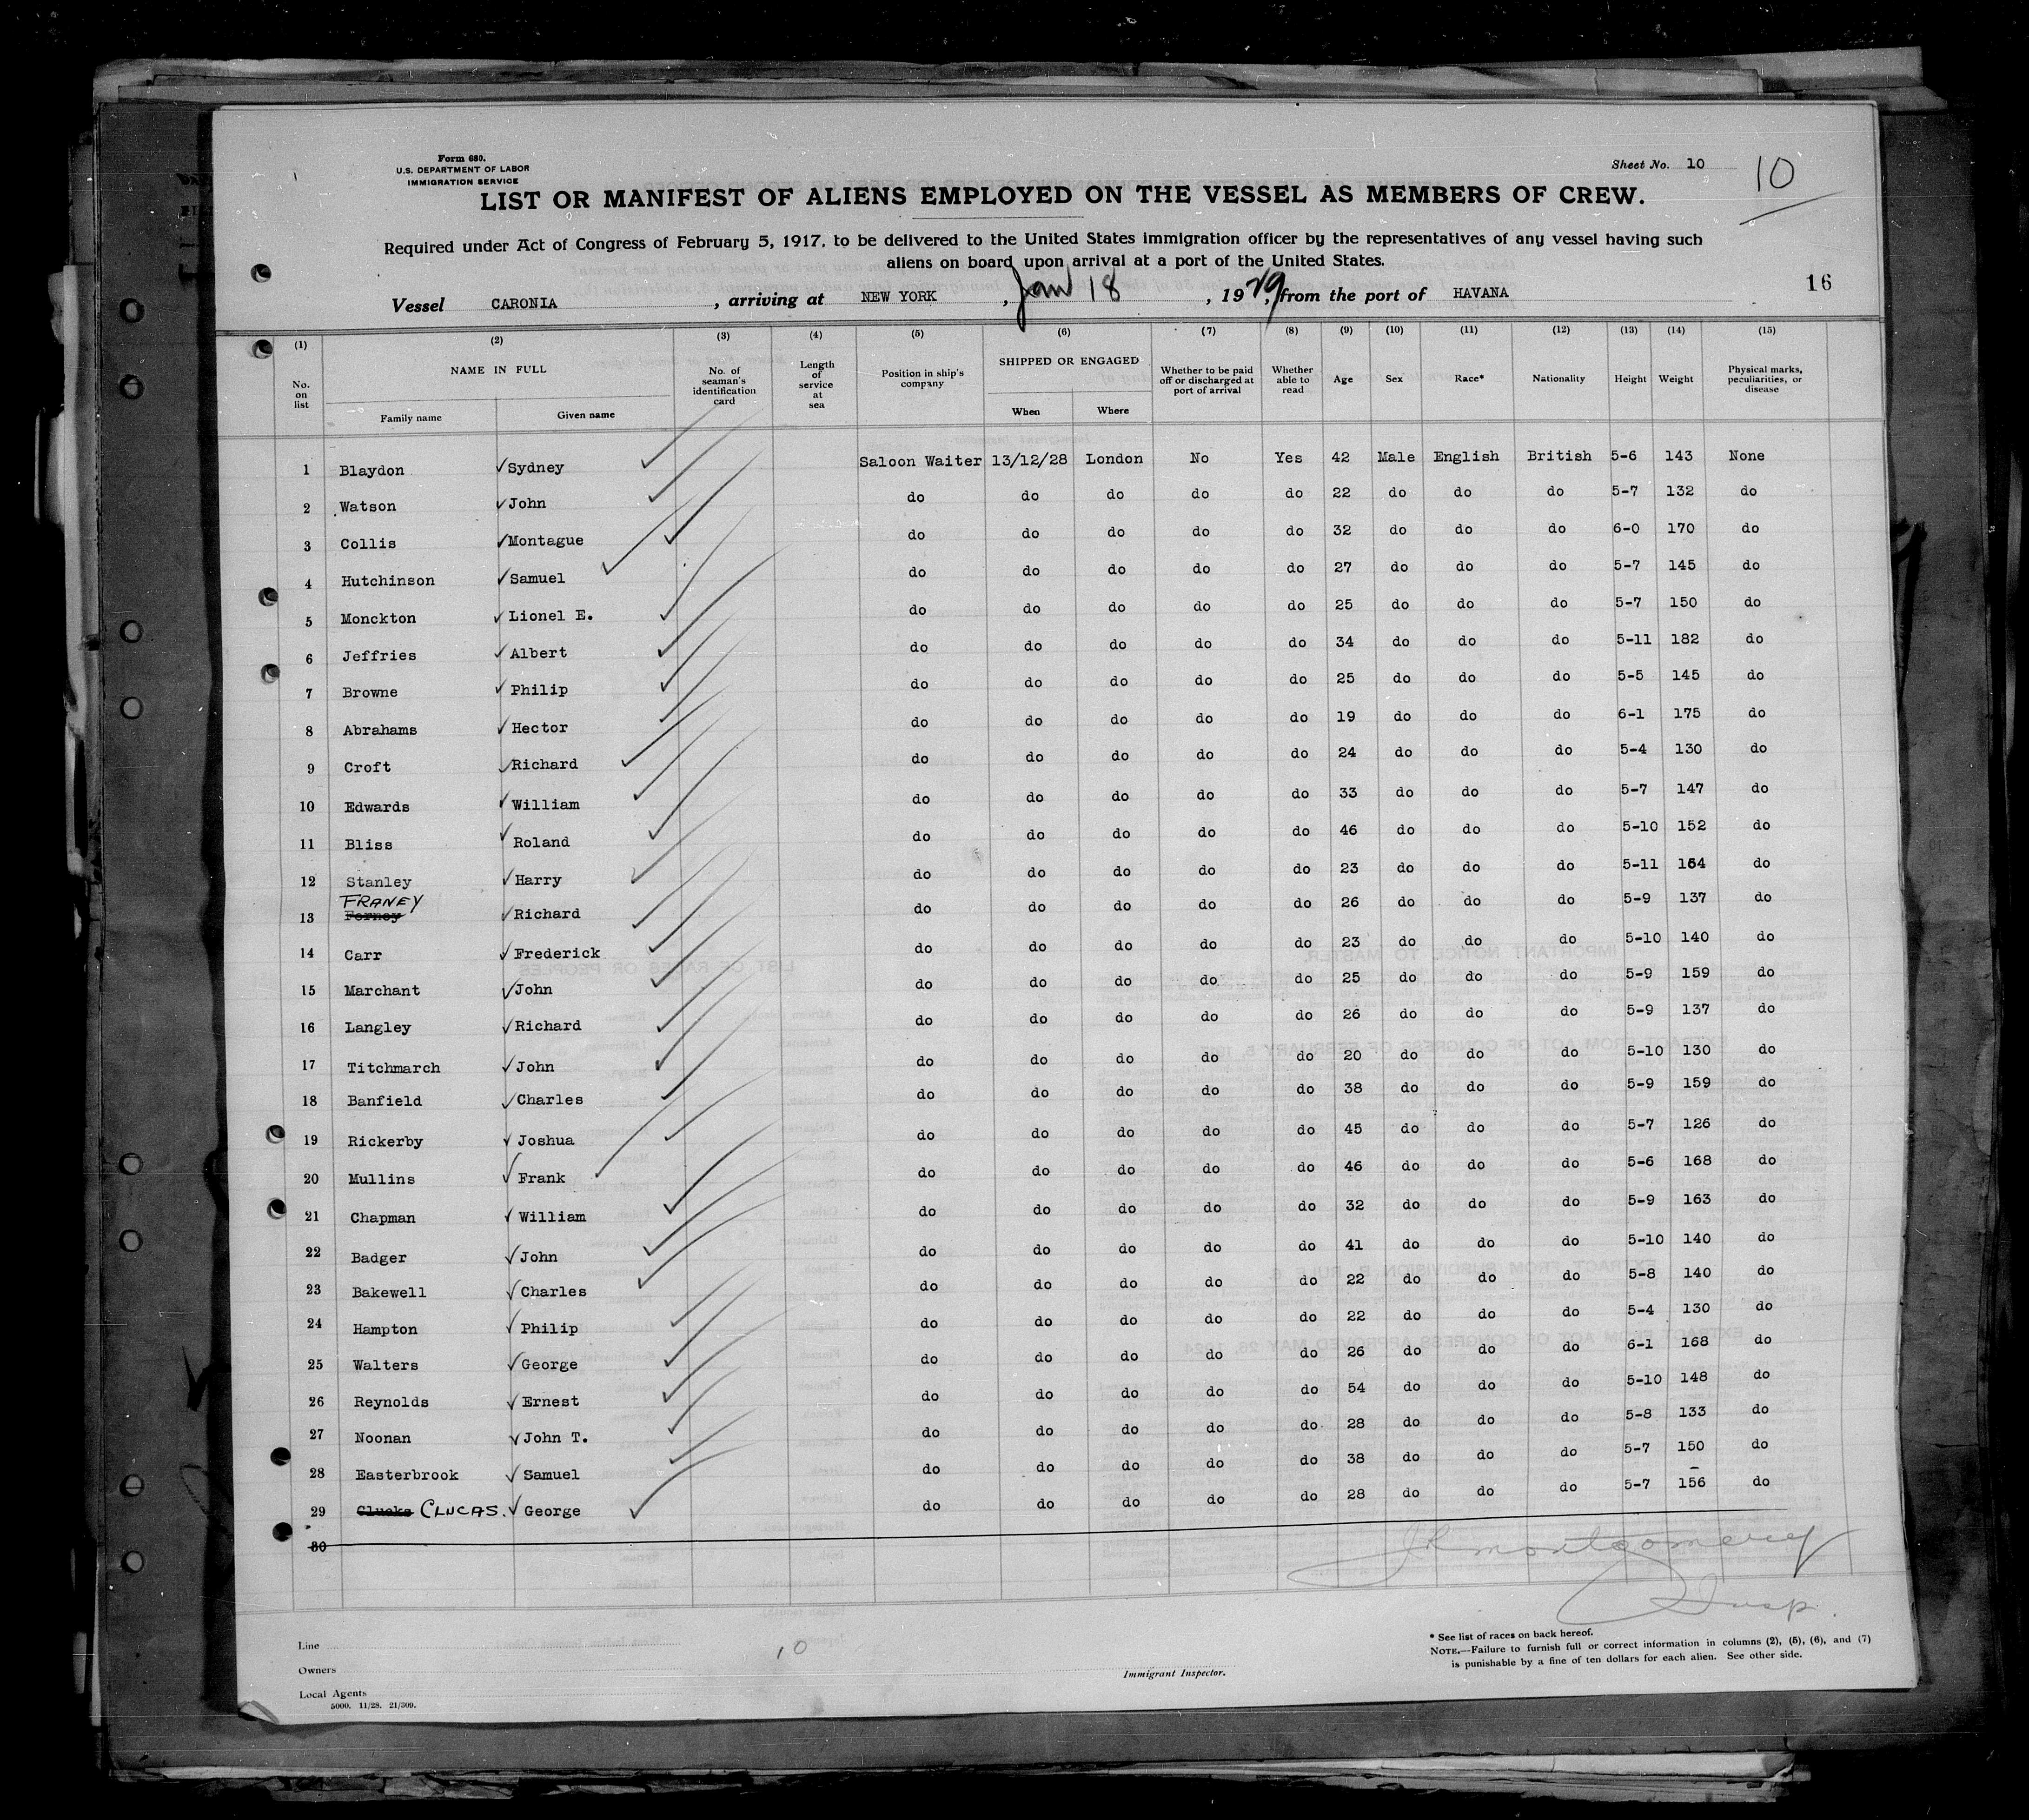 Form 680.
U.S. DEPARTMENT OF LABOR
IMMIGRATION SERVICE
Sheet No. 10
10
LIST OR MANIFEST OF ALIENS EMPLOYED ON THE VESSEL AS MEMBERS OF CREW.
Required under Act of Congress of February 5, 1917, to be delivered to the United States immigration officer by the representatives of any vessel having such
aliens on board upon arrival at a port of the United States.
16
Vessel CARONIA, arriving at NEW YORK, Jan 18, 1929, from the port of HAVANA
(1) (2) (3) (4) (5) (6) (7) (8) (9) (10) (11) (12) (13) (14) (15)
No. on list NAME IN FULL Family name Given name No. of seaman's identification card Length of service at sea Position in ship's company SHIPPED OR ENGAGED When Where Whether to be paid off or discharged at port of arrival Whether able to read Age Sex Race* Nationality Height Weight Physical marks, peculiarities, or disease
1 Blaydon Sydney Saloon Waiter 13/12/28 London No Yes 42 Male English British 5-6 143 None
2 Watson John do do do do do 22 do do do 5-7 132 do
3 Collis Montague do do do do do 32 do do do 6-0 170 do
4 Hutchinson Samuel do do do do do 27 do do do 5-7 145 do
5 Monckton Lionel E. do do do do do 25 do do do 5-7 150 do
6 Jeffries Albert do do do do do 34 do do do 5-11 182 do
7 Browne Philip do do do do do 25 do do do 5-5 145 do
8 Abrahams Hector do do do do do 19 do do do 6-1 175 do
9 Croft Richard do do do do do 24 do do do 5-4 130 do
10 Edwards William do do do do do 33 do do do 5-7 147 do
11 Bliss Roland do do do do do 46 do do do 5-10 152 do
12 Stanley Harry do do do do do 23 do do do 5-11 164 do
FRANEY
13 Forney Richard do do do do do 26 do do do 5-9 137 do
14 Carr Frederick do do do do do 23 do do do 5-10 140 do
15 Marchant John do do do do do 25 do do do 5-9 159 do
16 Langley Richard do do do do do 26 do do do 5-9 137 do
17 Titchmarch John do do do do do 20 do do do 5-10 130 do
18 Banfield Charles do do do do do 38 do do do 5-9 159 do
19 Rickerby Joshua do do do do do 45 do do do 5-7 126 do
20 Mullins Frank do do do do do 46 do do do 5-6 168 do
21 Chapman William do do do do do 32 do do do 5-9 163 do
22 Badger John do do do do do 41 do do do 5-10 140 do
23 Bakewell Charles do do do do do 22 do do do 5-8 140 do
24 Hampton Philip do do do do do 22 do do do 5-4 130 do
25 Walters George do do do do do 26 do do do 6-1 168 do
26 Reynolds Ernest do do do do do 54 do do do 5-10 148 do
27 Noonan John T. do do do do do 28 do do do 5-8 133 do
28 Easterbrook Samuel do do do do do 38 do do do 5-7 150 do
29 Clucks CLUCAS. George do do do do do 28 do do do 5-7 156 do
30
JR Montgomery
Insp.
Line
Owners
Local Agents
5000. 11/28. 21/309.
10
Immigrant Inspector.
* See list of races on back hereof.
NOTE.—Failure to furnish full or correct information in columns (2), (5), (6), and (7)
is punishable by a fine of ten dollars for each alien. See other side.